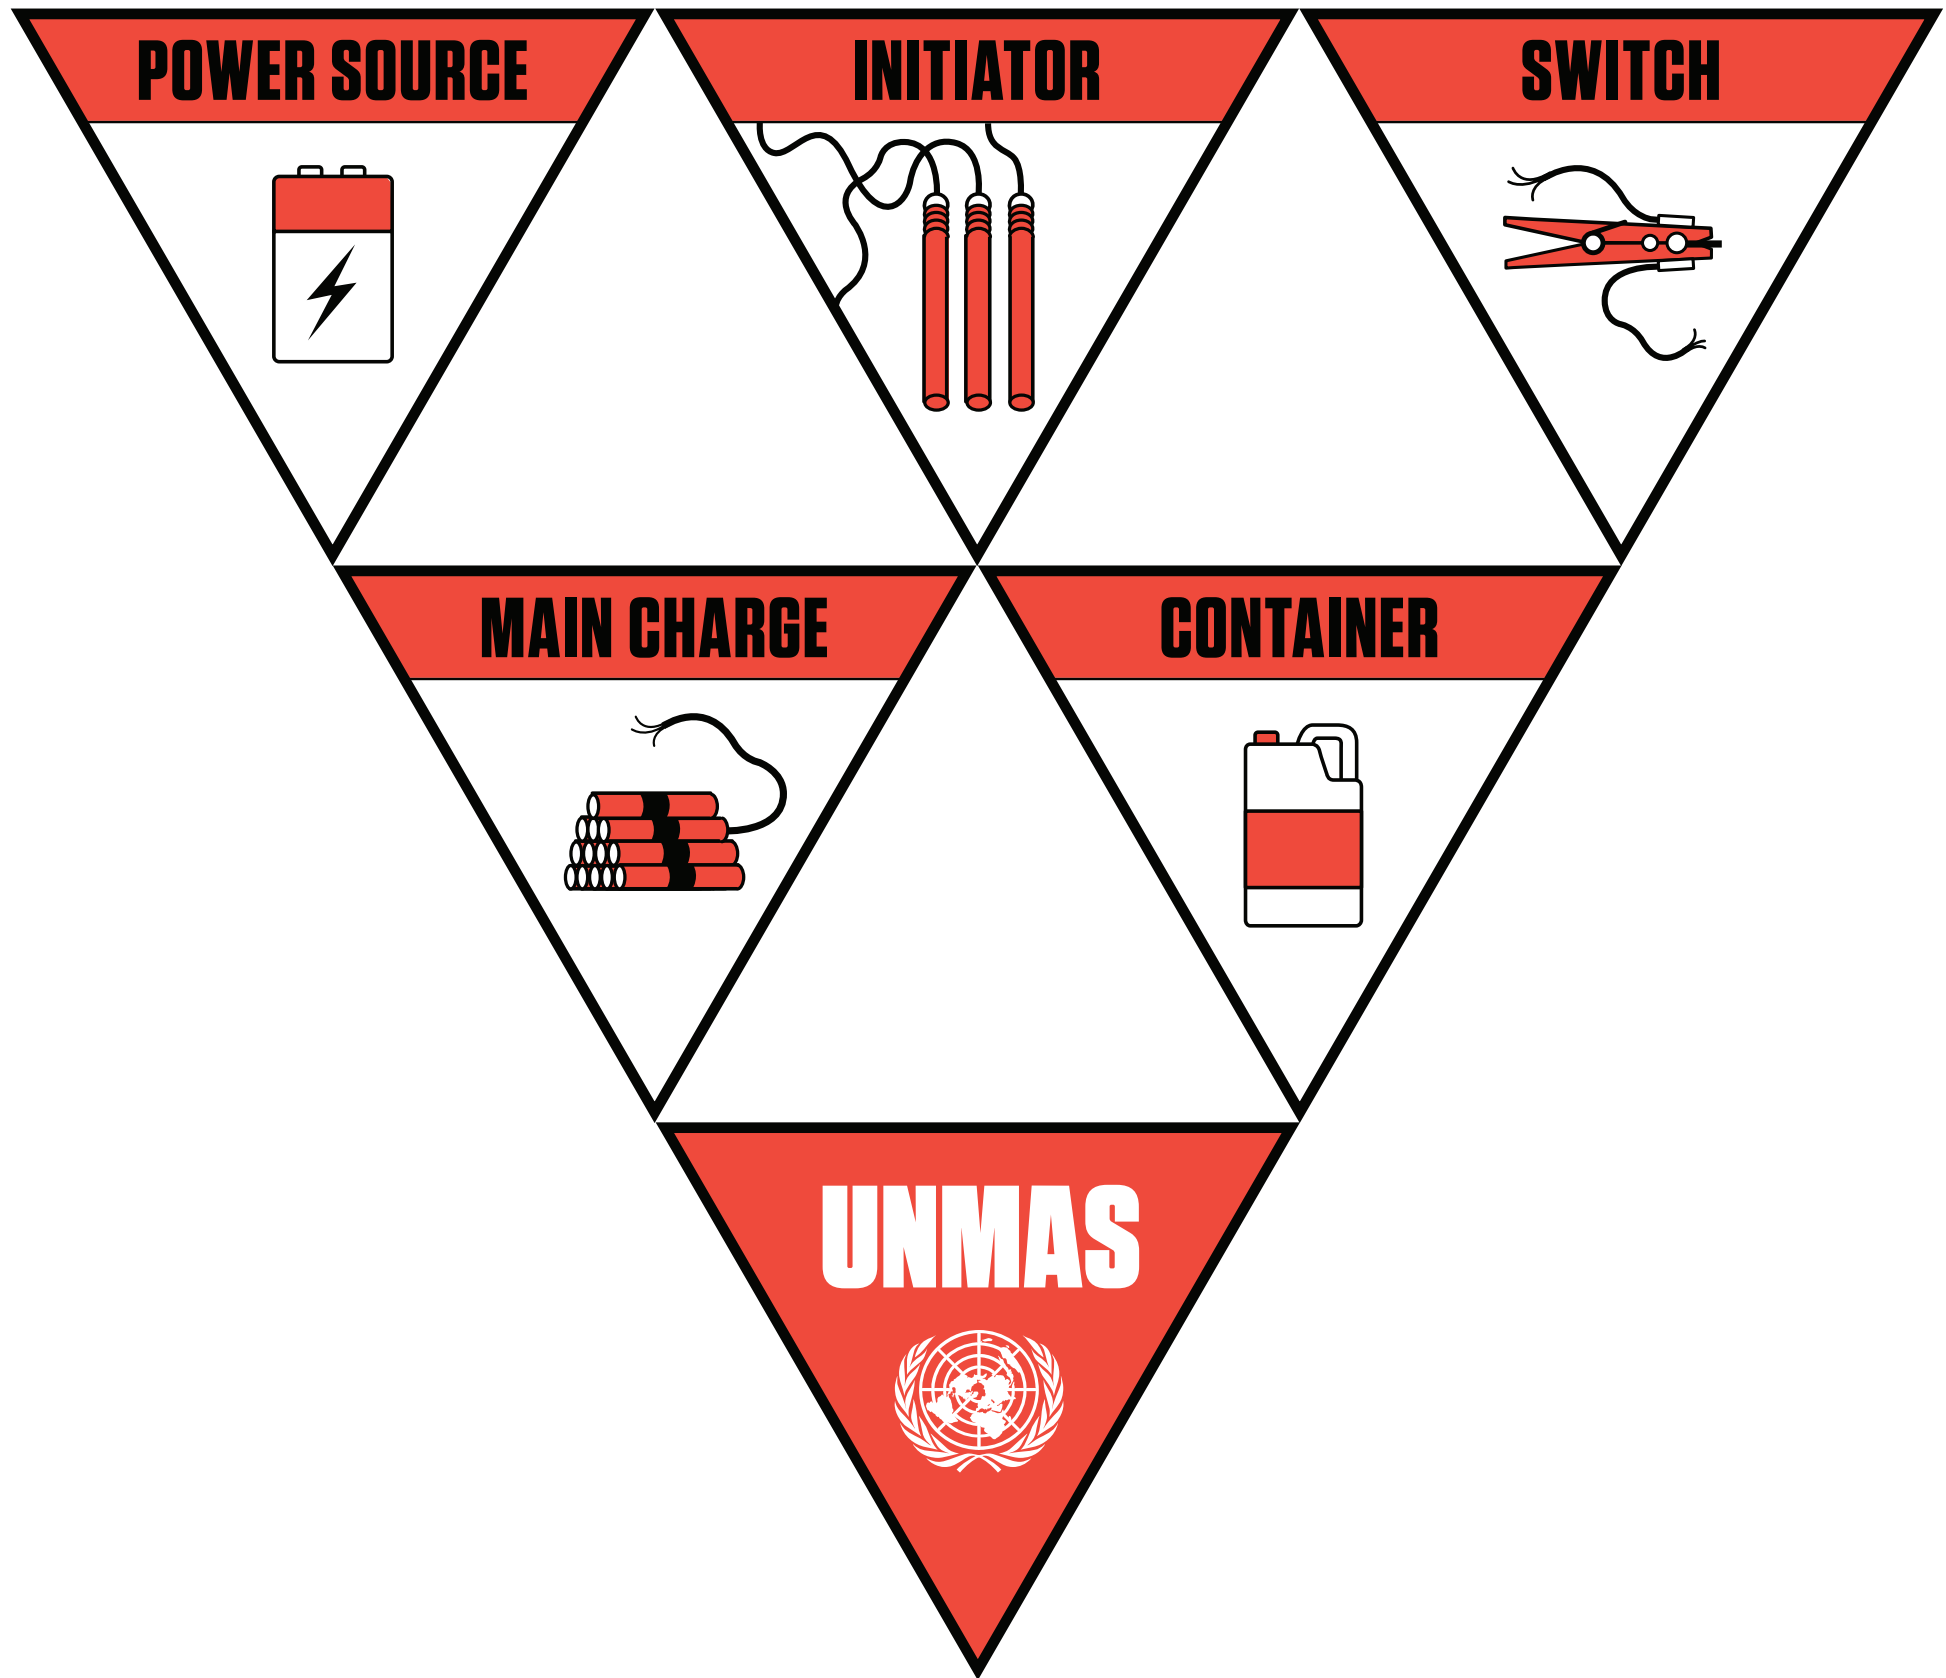 POWER SOURCE
INITIATOR
SWITCH
MAIN CHARGE
CONTAINER
UNMAS